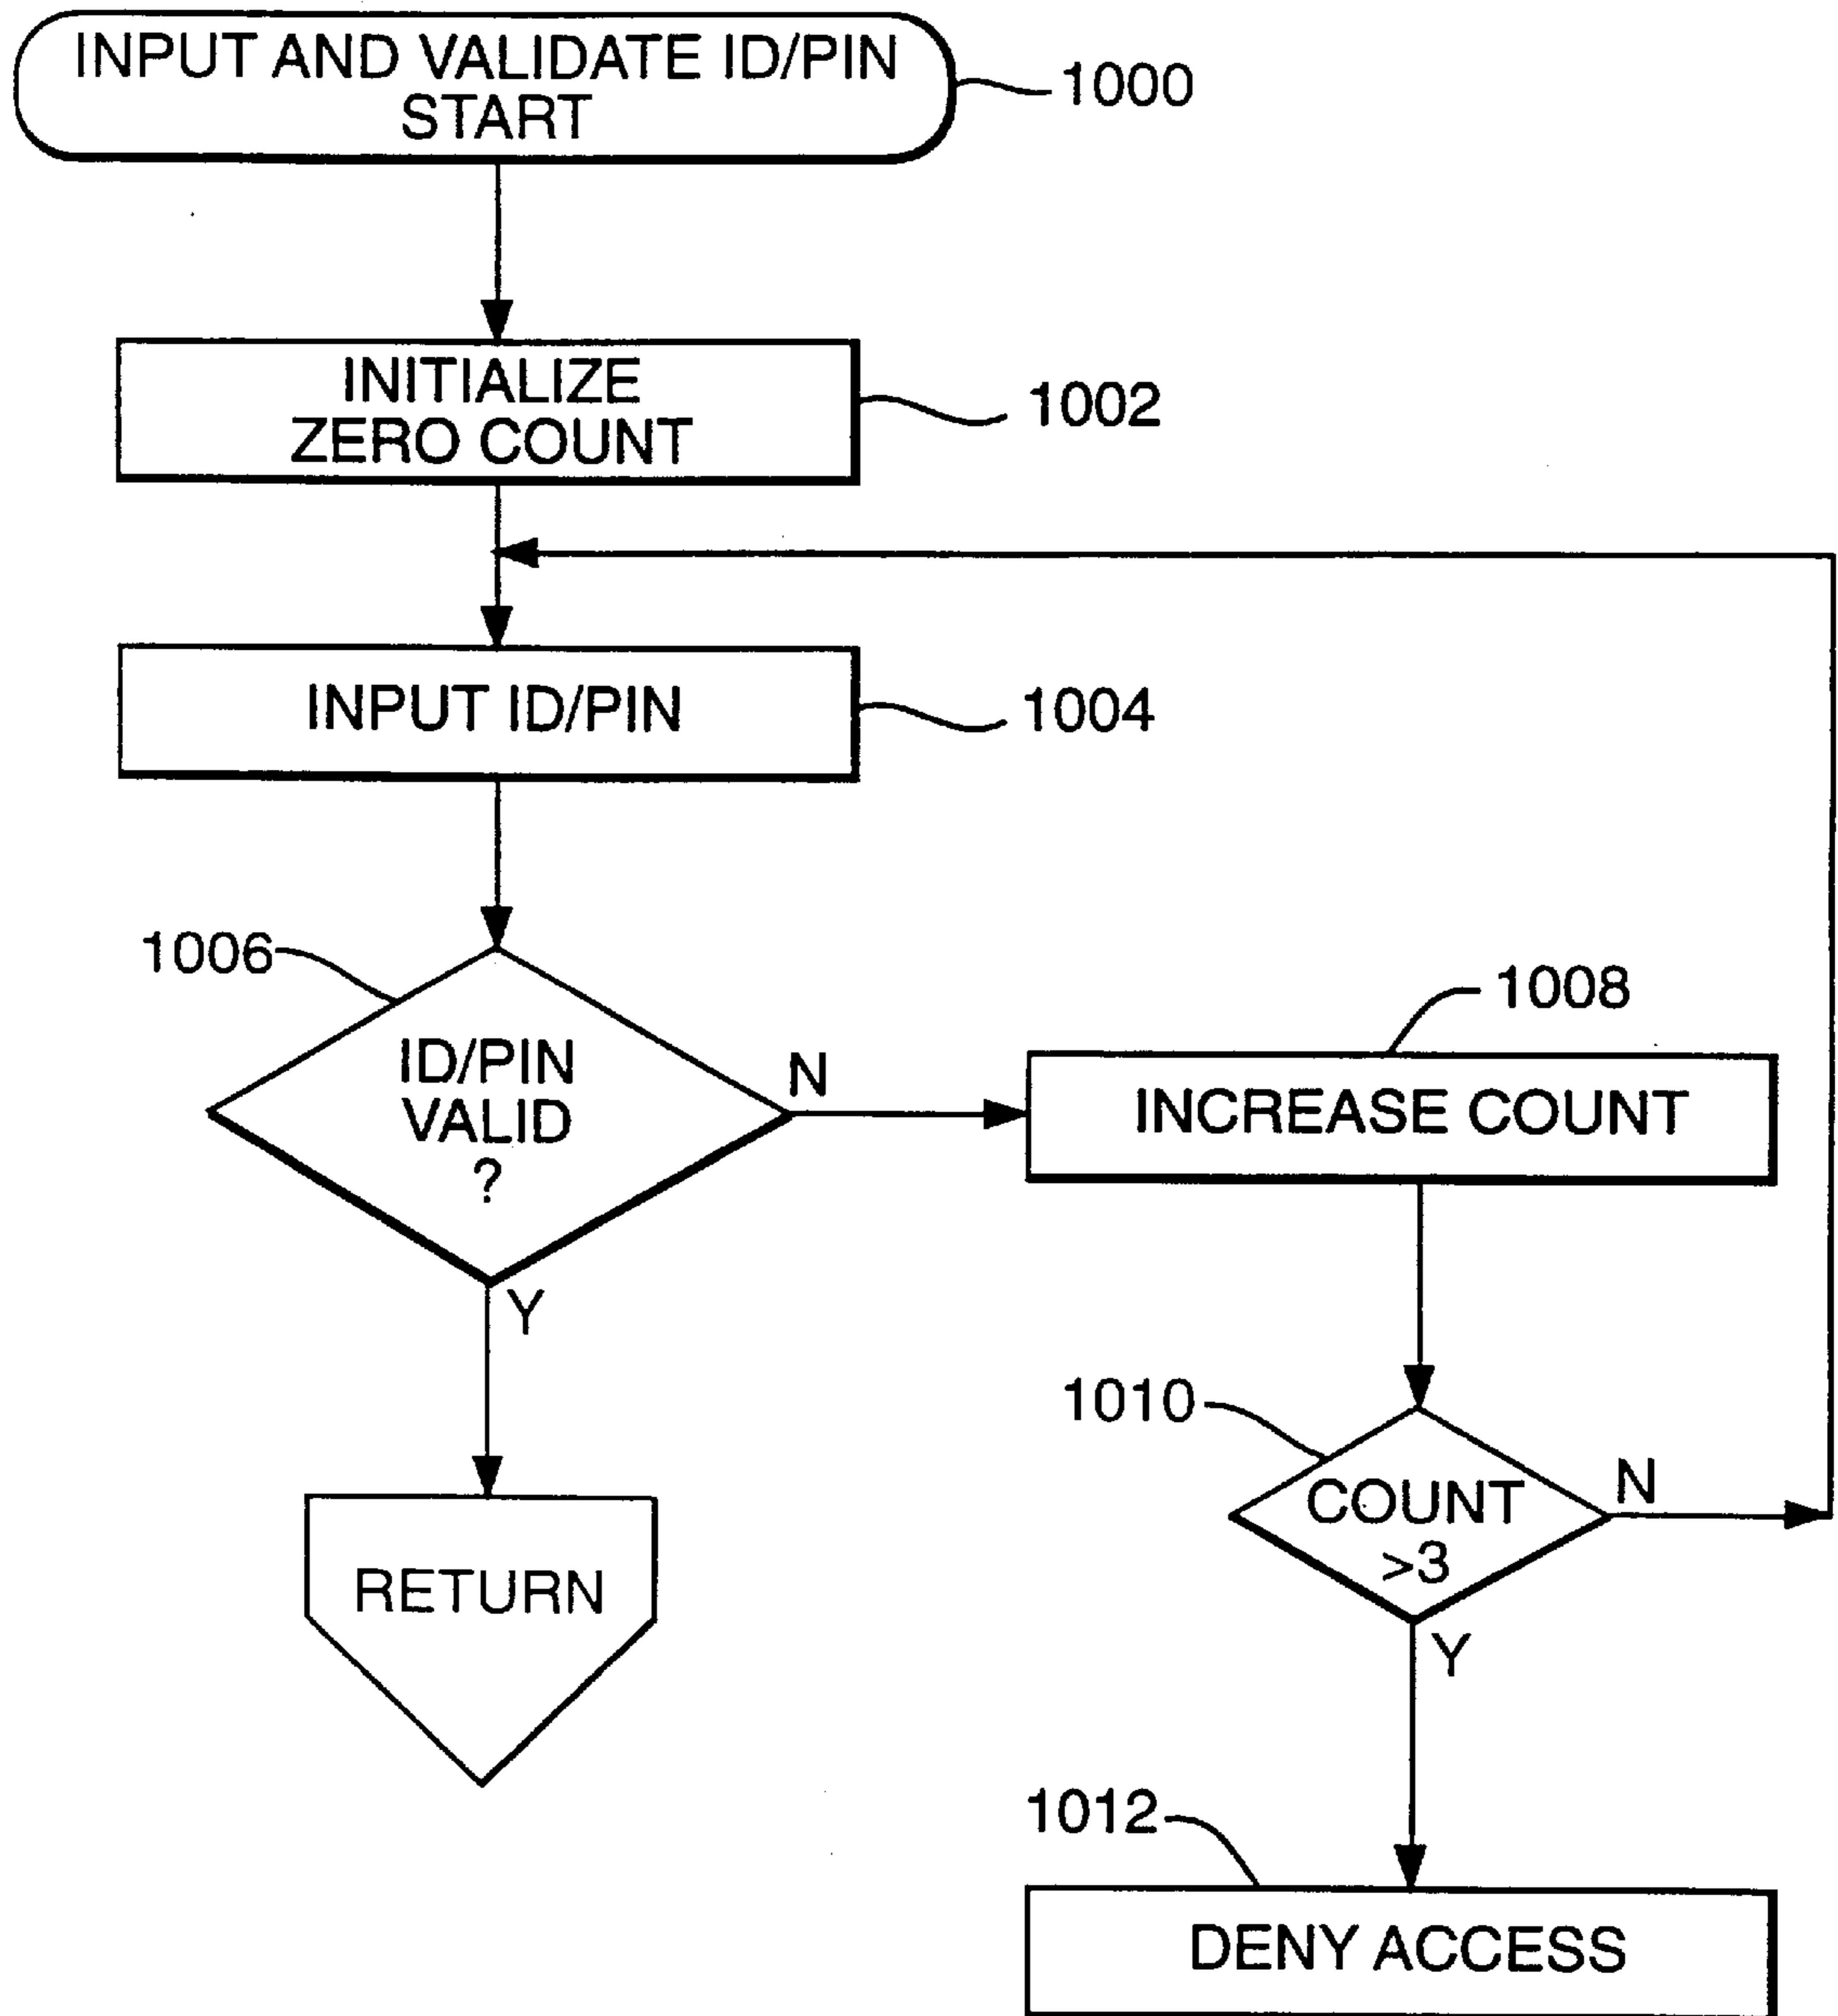 INPUT AND VALIDATE ID/PIN
START
1000
INITIALIZE
ZERO COUNT
1002
INPUT ID/PIN
1004
1006
ID/PIN
VALID
?
N
Y
1008
INCREASE COUNT
1010
COUNT
>3
N
Y
RETURN
1012
DENY ACCESS